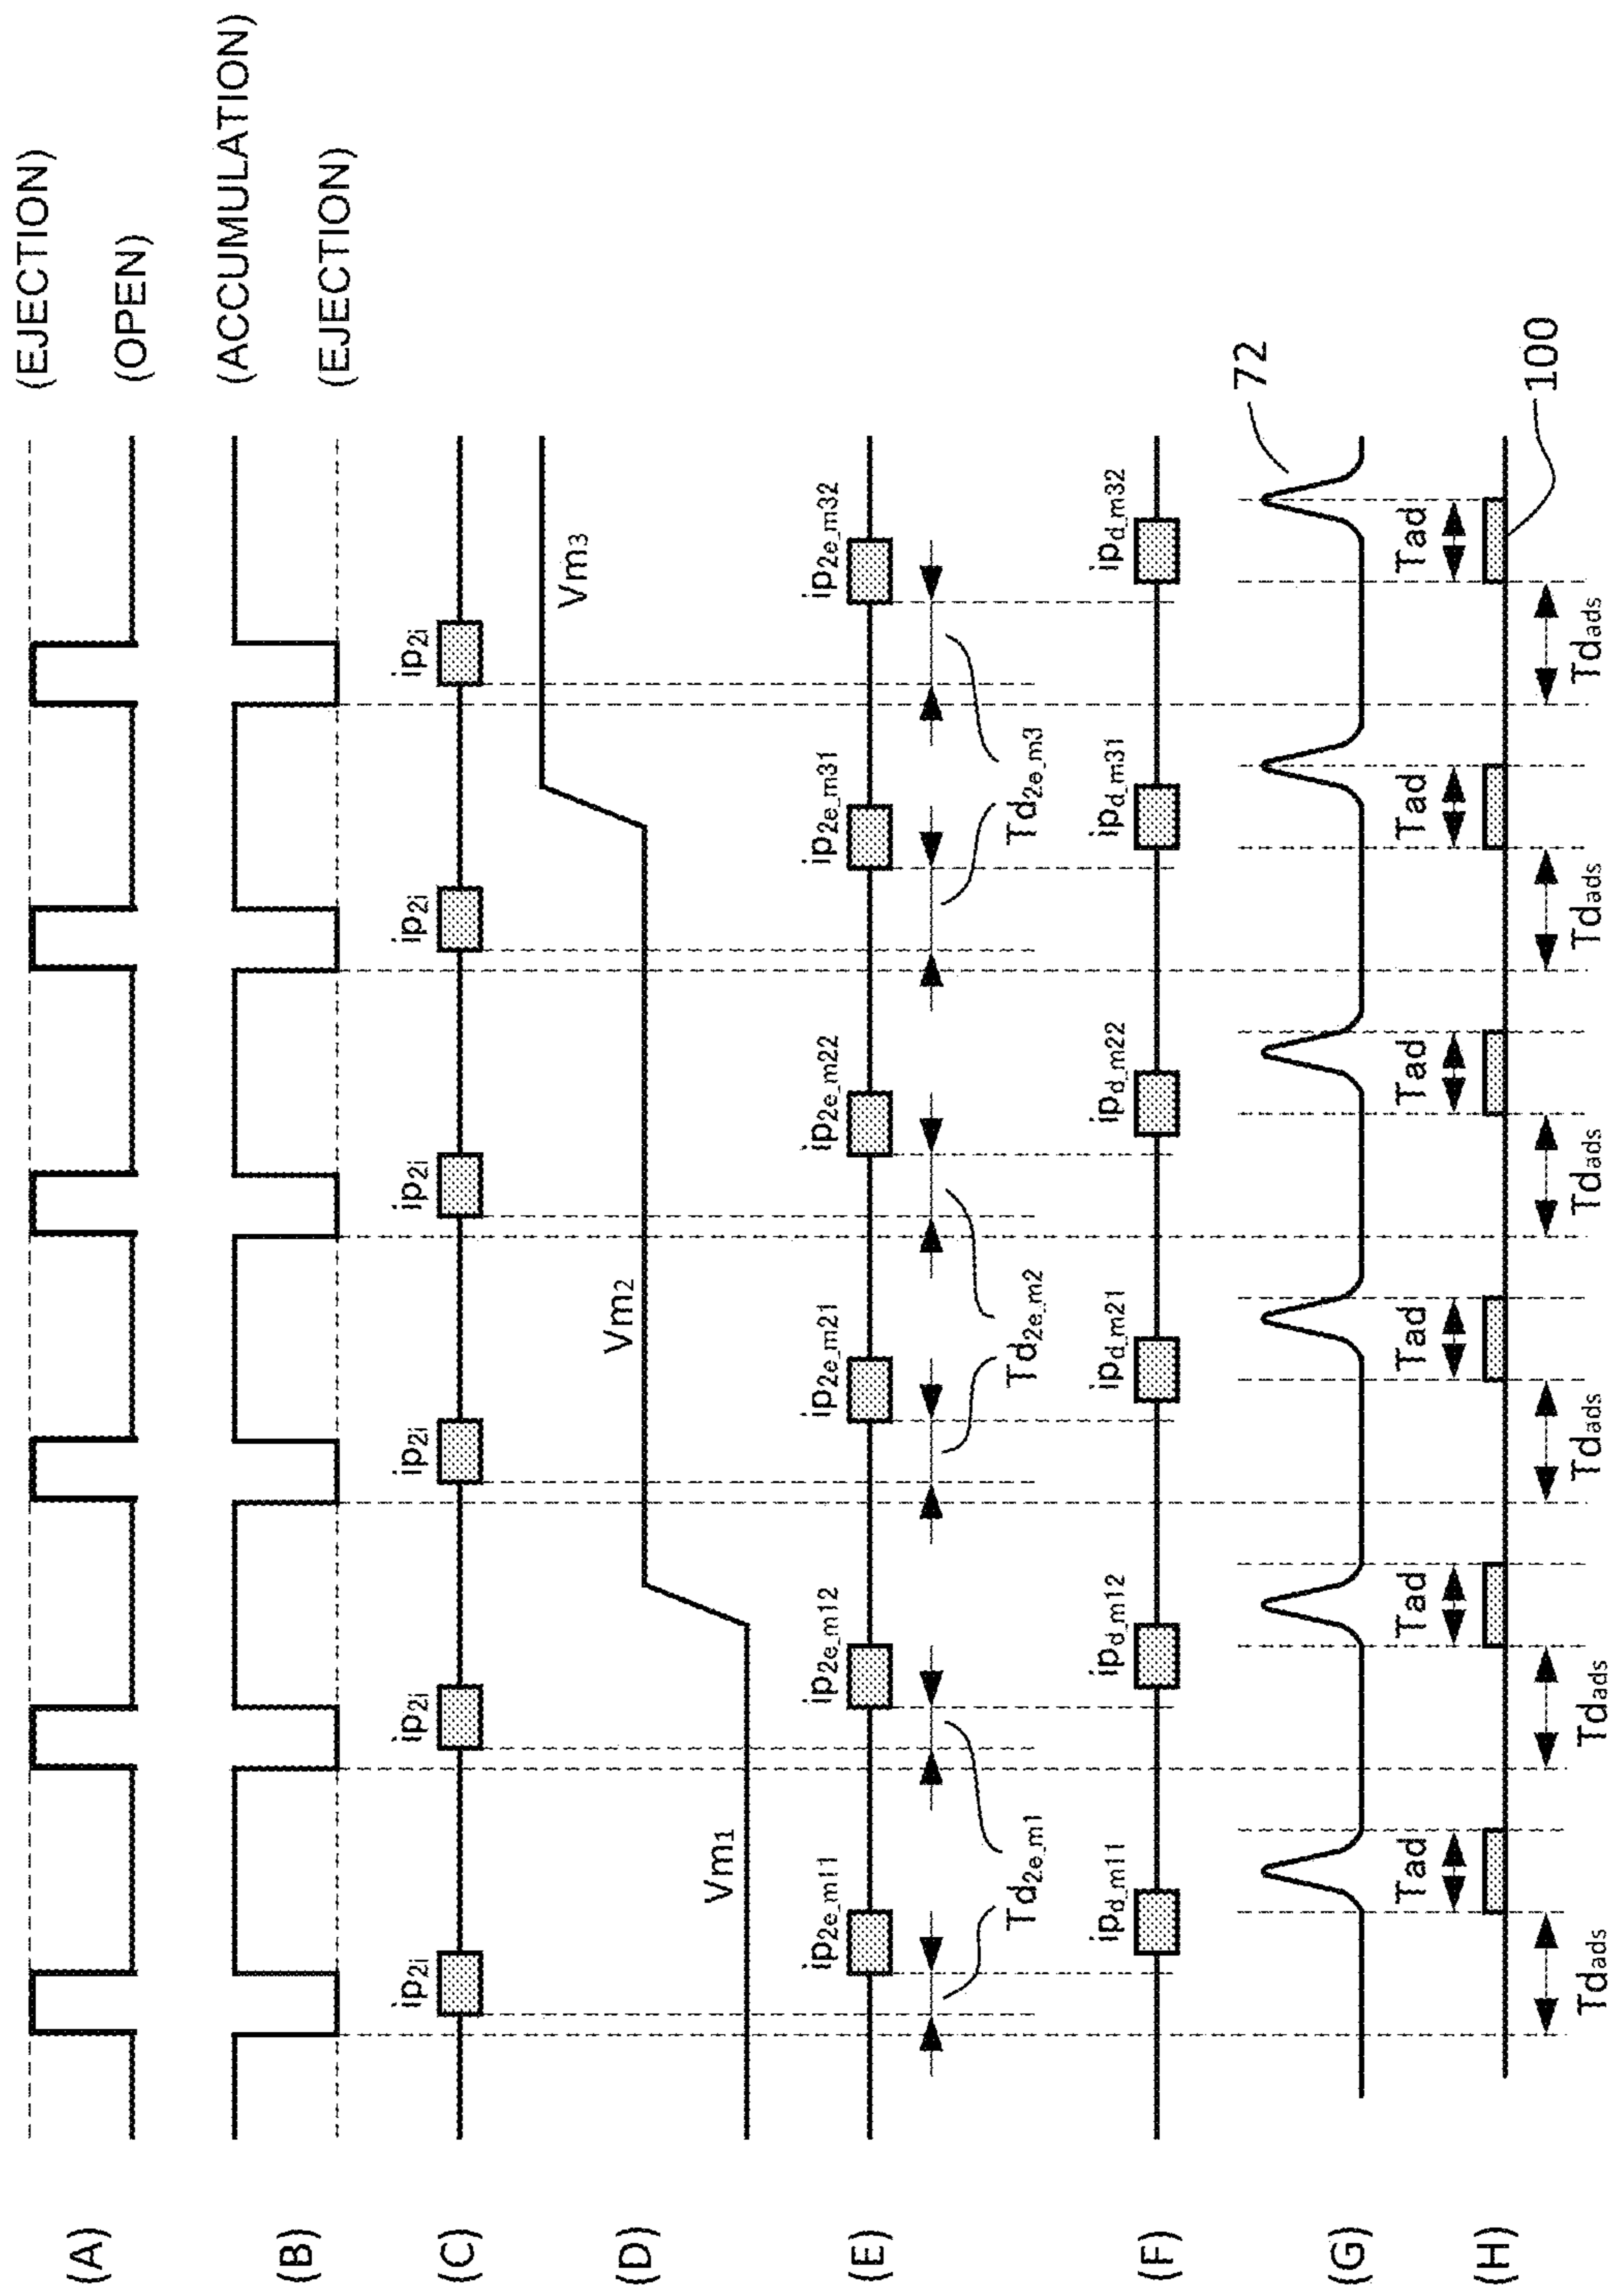 (A)
(EJECTION)
(OPEN)
(B)
(ACCUMULATION)
(EJECTION)
(C)
ip2i
ip2i
ip2i
ip2i
ip2i
ip2i
(D)
Vm1
Vm2
Vm3
(E)
ip2e_m11
ip2e_m12
ip2e_m21
ip2e_m22
ip2e_m31
ip2e_m32
Td2e_m1
Td2e_m2
Td2e_m3
(F)
ipd_m11
ipd_m12
ipd_m21
ipd_m22
ipd_m31
ipd_m32
(G)
72
Tad
Tad
Tad
Tad
Tad
Tad
(H)
100
Tdads
Tdads
Tdads
Tdads
Tdads
Tdads